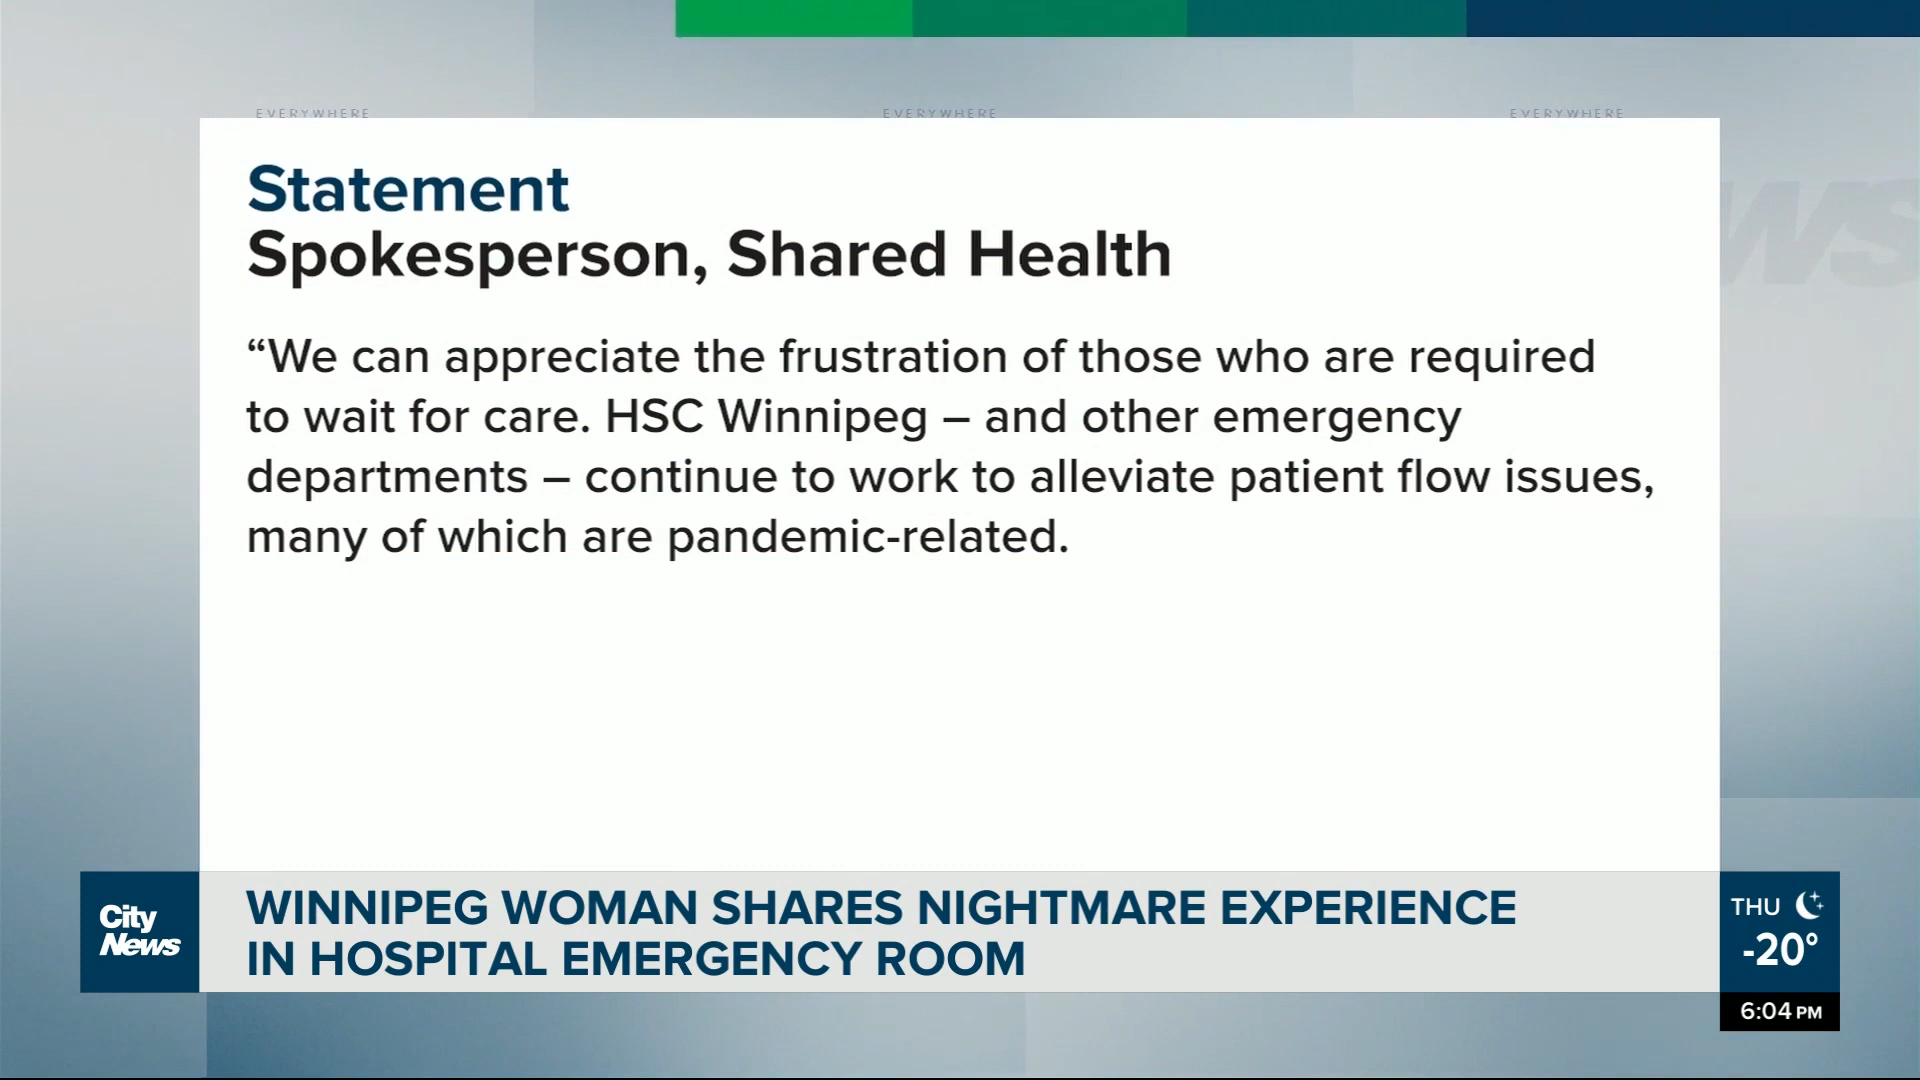 EVERYWHERE EVERYWHERE EVERYWHERE
Statement
Spokesperson, Shared Health
“We can appreciate the frustration of those who are required
to wait for care. HSC Winnipeg – and other emergency
departments – continue to work to alleviate patient flow issues,
many of which are pandemic-related.
City
News
WINNIPEG WOMAN SHARES NIGHTMARE EXPERIENCE
IN HOSPITAL EMERGENCY ROOM
THU
-20°
6:04 PM